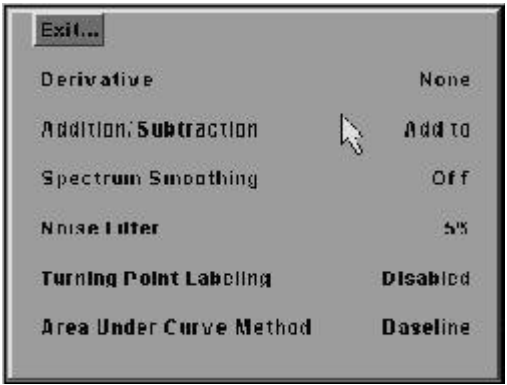 Exit...
Derivative None
Addition/Subtraction Add to
Spectrum Smoothing Off
Noise Filter 5%
Turning Point Labeling Disabled
Area Under Curve Method Baseline